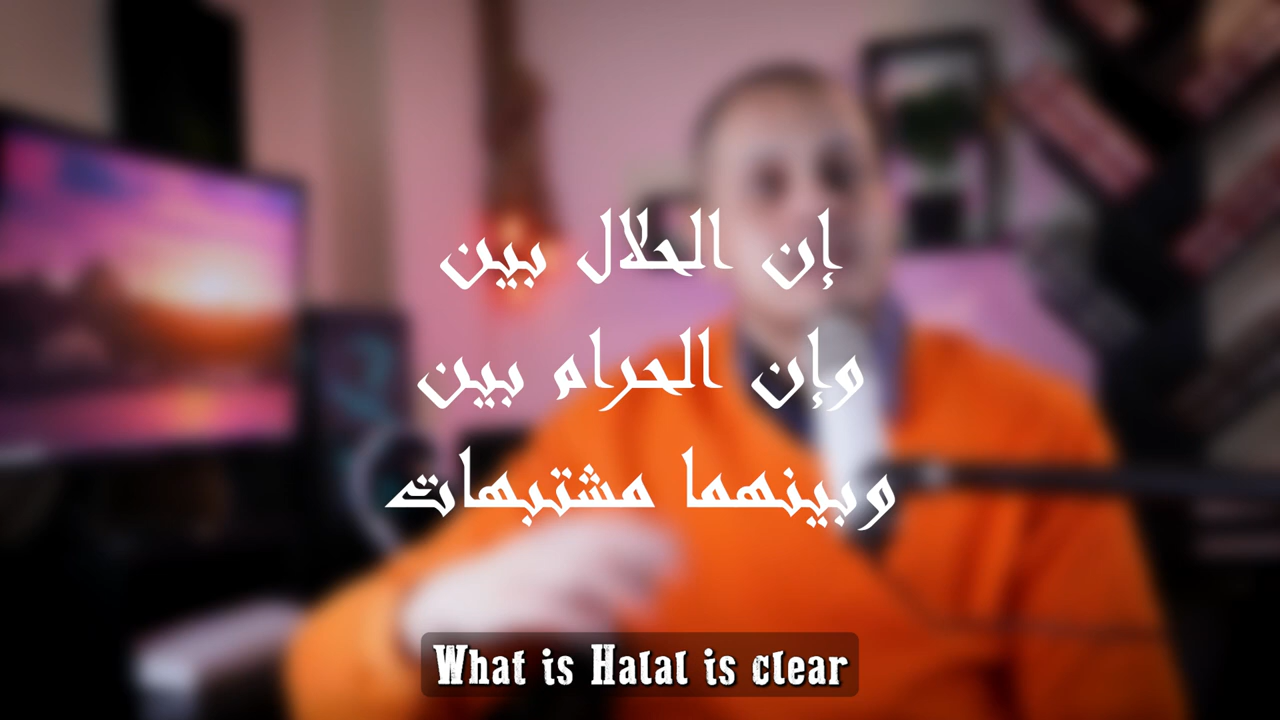 إن الحلال بين
وإن الحرام بين
وبينهما مشتبهات
What is Halal is clear